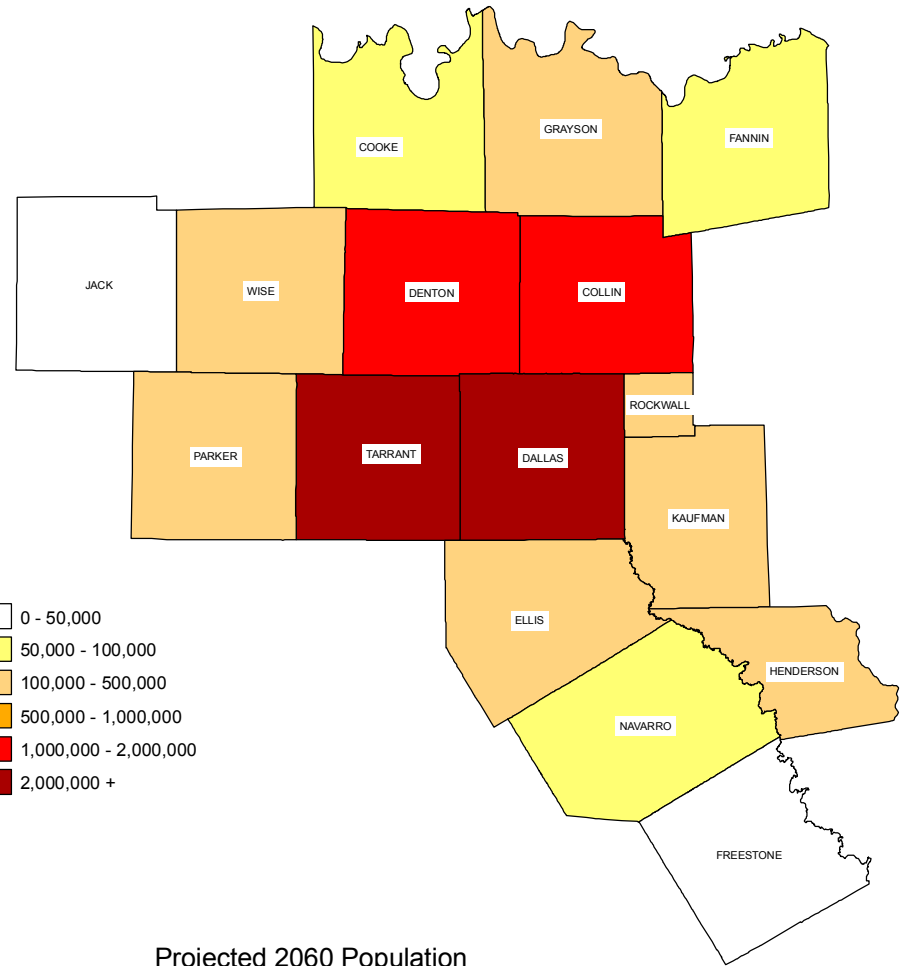 GRAYSON
FANNIN
COOKE
JACK
WISE
DENTON
COLLIN
ROCKWALL
PARKER
TARRANT
DALLAS
KAUFMAN
ELLIS
HENDERSON
NAVARRO
FREESTONE
0 - 50,000
50,000 - 100,000
100,000 - 500,000
500,000 - 1,000,000
1,000,000 - 2,000,000
2,000,000 +
Projected 2060 Population